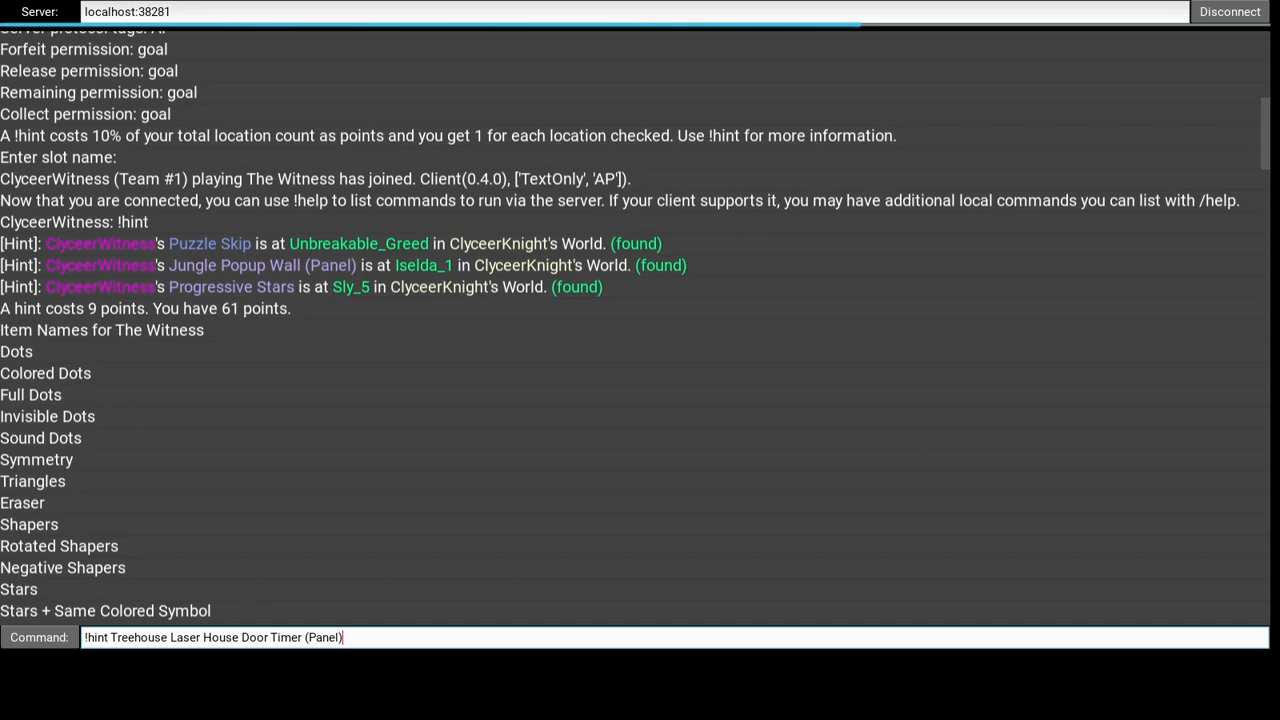 Server: localhost:38281 Disconnect
Server protocol tags: AP
Forfeit permission: goal
Release permission: goal
Remaining permission: goal
Collect permission: goal
A !hint costs 10% of your total location count as points and you get 1 for each location checked. Use !hint for more information.
Enter slot name:
ClyceerWitness (Team #1) playing The Witness has joined. Client(0.4.0), ['TextOnly', 'AP']).
Now that you are connected, you can use !help to list commands to run via the server. If your client supports it, you may have additional local commands you can list with /help.
ClyceerWitness: !hint
[Hint]: ClyceerWitness's Puzzle Skip is at Unbreakable_Greed in ClyceerKnight's World. (found)
[Hint]: ClyceerWitness's Jungle Popup Wall (Panel) is at Iselda_1 in ClyceerKnight's World. (found)
[Hint]: ClyceerWitness's Progressive Stars is at Sly_5 in ClyceerKnight's World. (found)
A hint costs 9 points. You have 61 points.
Item Names for The Witness
Dots
Colored Dots
Full Dots
Invisible Dots
Sound Dots
Symmetry
Triangles
Eraser
Shapers
Rotated Shapers
Negative Shapers
Stars
Stars + Same Colored Symbol
Command: !hint Treehouse Laser House Door Timer (Panel)